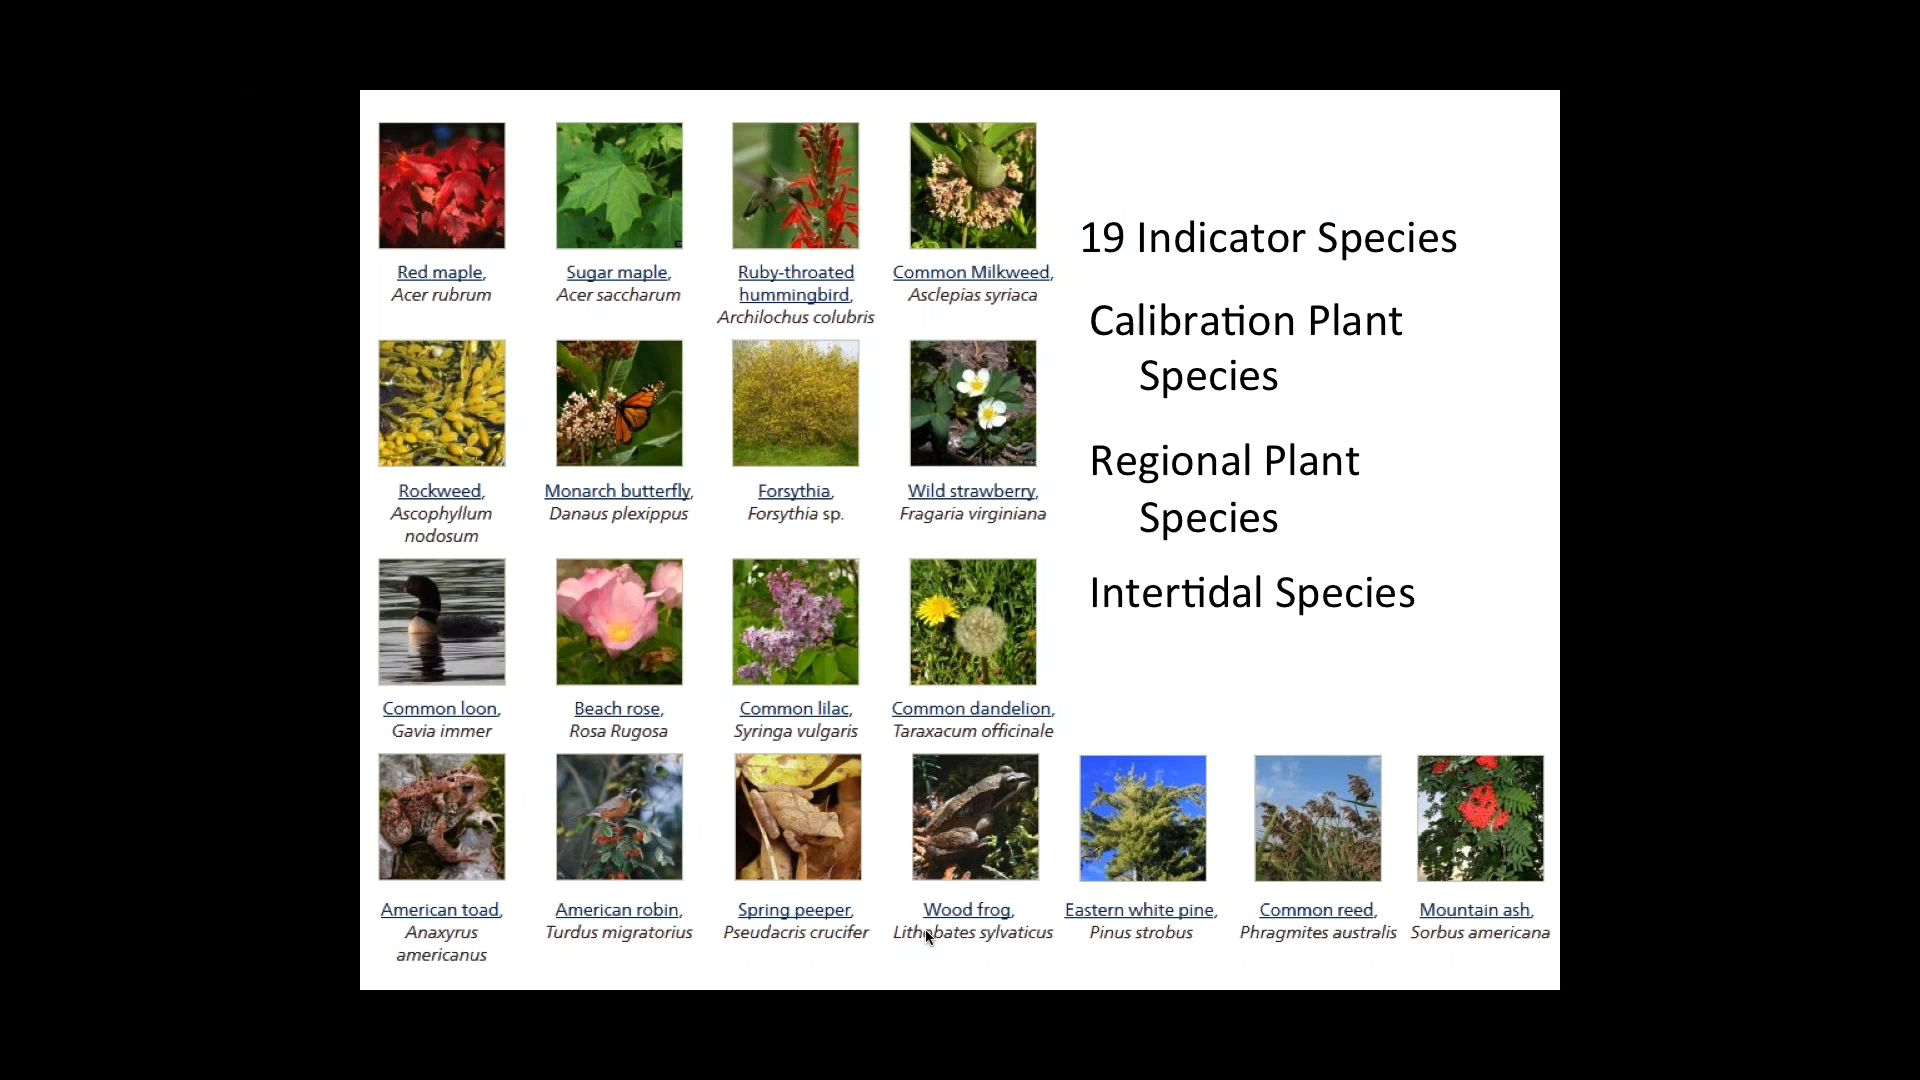 Red maple,
Acer rubrum
Sugar maple,
Acer saccharum
Ruby-throated
hummingbird,
Archilochus colubris
Common Milkweed,
Asclepias syriaca
Rockweed,
Ascophyllum
nodosum
Monarch butterfly,
Danaus plexippus
Forsythia,
Forsythia sp.
Wild strawberry,
Fragaria virginiana
Common loon,
Gavia immer
Beach rose,
Rosa Rugosa
Common lilac,
Syringa vulgaris
Common dandelion,
Taraxacum officinale
American toad,
Anaxyrus
americanus
American robin,
Turdus migratorius
Spring peeper,
Pseudacris crucifer
Wood frog,
Lithobates sylvaticus
Eastern white pine,
Pinus strobus
Common reed,
Phragmites australis
Mountain ash,
Sorbus americana
19 Indicator Species
Calibration Plant
Species
Regional Plant
Species
Intertidal Species